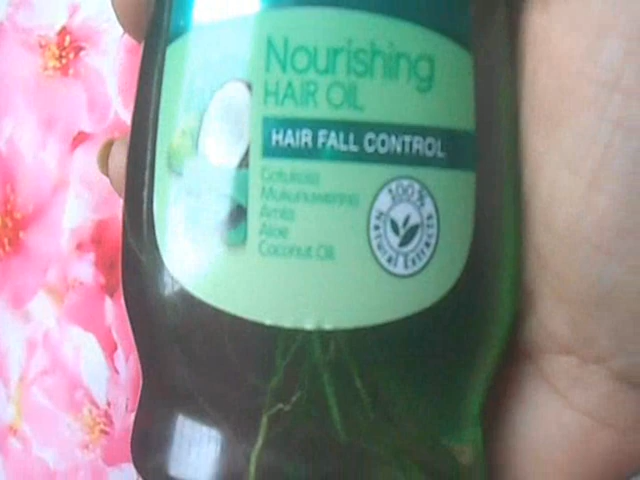 Nourishing
HAIR OIL
HAIR FALL CONTROL
Gotukola
Mukunuwenna
Amla
Aloe
Coconut Oil
100%
Natural Extracts